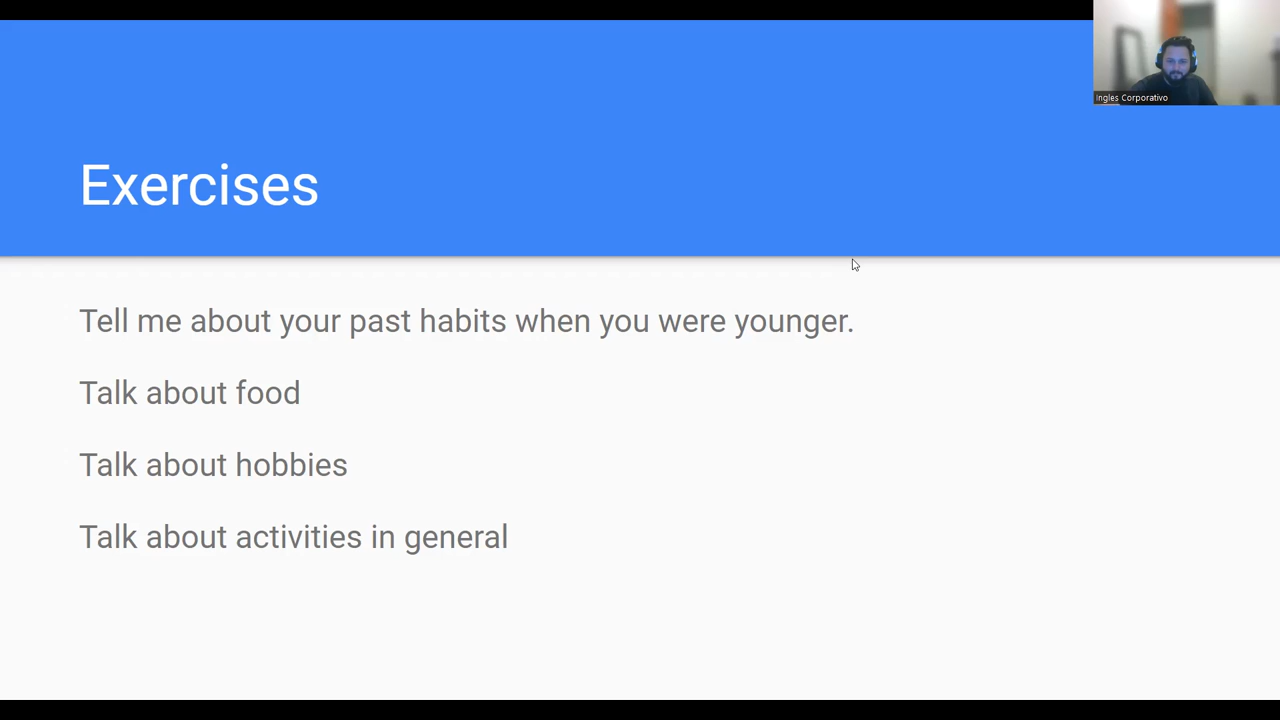 Ingles Corporativo
Exercises
Tell me about your past habits when you were younger.
Talk about food
Talk about hobbies
Talk about activities in general